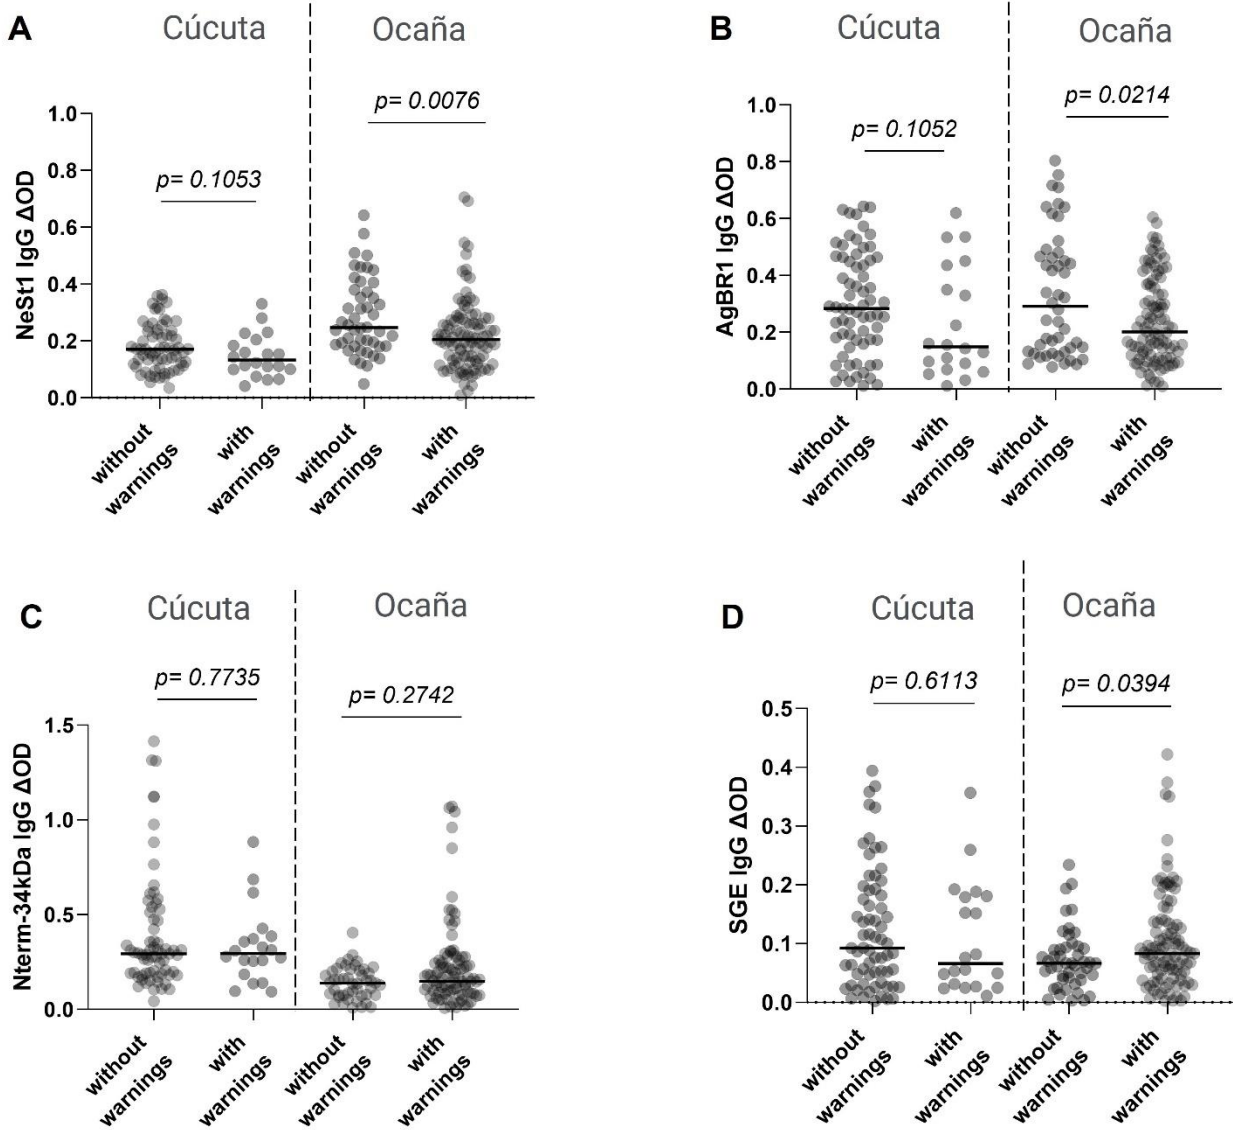 A
Cúcuta
Ocaña
p= 0.0076
p= 0.1053
NeSt1 IgG ΔOD
1.0
0.8
0.6
0.4
0.2
0.0
without
warnings
with
warnings
without
warnings
with
warnings
B
Cúcuta
Ocaña
p= 0.0214
p= 0.1052
AgBR1 IgG ΔOD
1.0
0.8
0.6
0.4
0.2
0.0
without
warnings
with
warnings
without
warnings
with
warnings
C
Cúcuta
Ocaña
p= 0.7735
p= 0.2742
Nterm-34kDa IgG ΔOD
1.5
1.0
0.5
0.0
without
warnings
with
warnings
without
warnings
with
warnings
D
Cúcuta
Ocaña
p= 0.6113
p= 0.0394
SGE IgG ΔOD
0.5
0.4
0.3
0.2
0.1
0.0
without
warnings
with
warnings
without
warnings
with
warnings